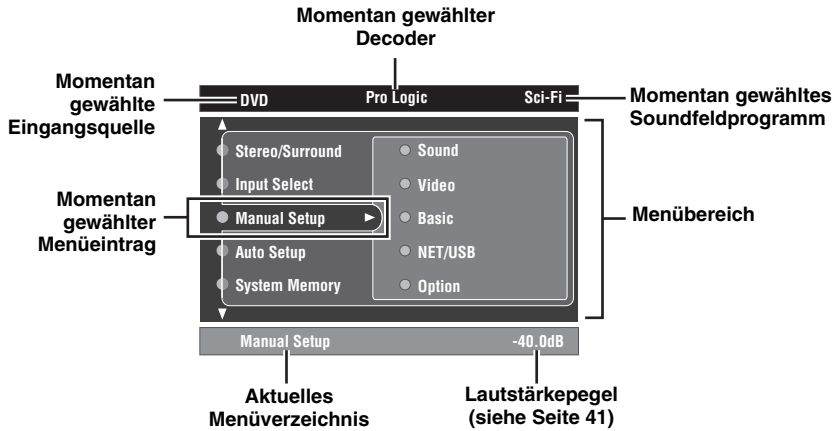 Momentan gewählter
Decoder
Momentan
gewählte
Eingangsquelle
DVD Pro Logic Sci-Fi
Momentan gewähltes
Soundfeldprogramm
Stereo/Surround Sound
Input Select Video
Momentan
gewählter
Menüeintrag
Manual Setup Basic
Menübereich
Auto Setup NET/USB
System Memory Option
Manual Setup -40.0dB
Aktuelles
Menüverzeichnis
Lautstärkepegel
(siehe Seite 41)